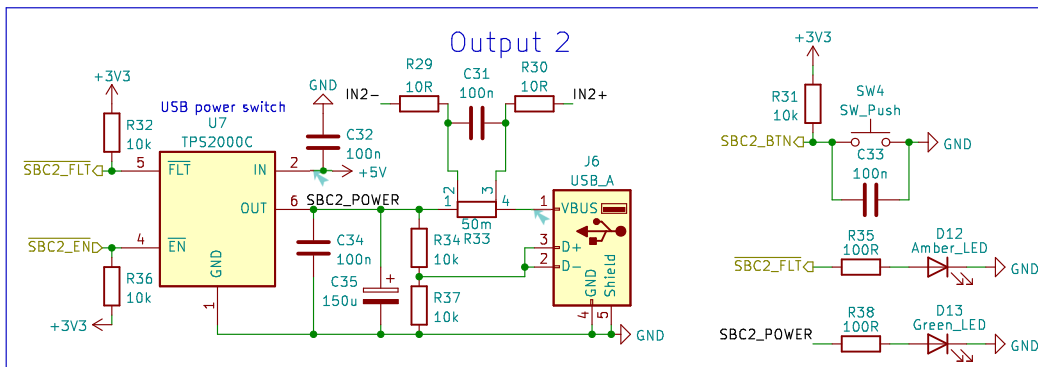 Output 2
+3V3
R32
10k
SBC2_FLT
USB power switch
U7
TPS2000C
5
FLT
IN
2
OUT
6
4
EN
GND
1
SBC2_EN
R36
10k
+3V3
GND
C32
100n
+5V
SBC2_POWER
IN2-
R29
10R
C31
100n
R30
10R
IN2+
2
3
1
4
50m
R33
C34
100n
C35
150u
R34
10k
R37
10k
J6
USB_A
1
VBUS
3
D+
2
D-
GND
Shield
4
5
GND
+3V3
R31
10k
SBC2_BTN
SW4
SW_Push
C33
100n
GND
SBC2_FLT
R35
100R
D12
Amber_LED
GND
SBC2_POWER
R38
100R
D13
Green_LED
GND